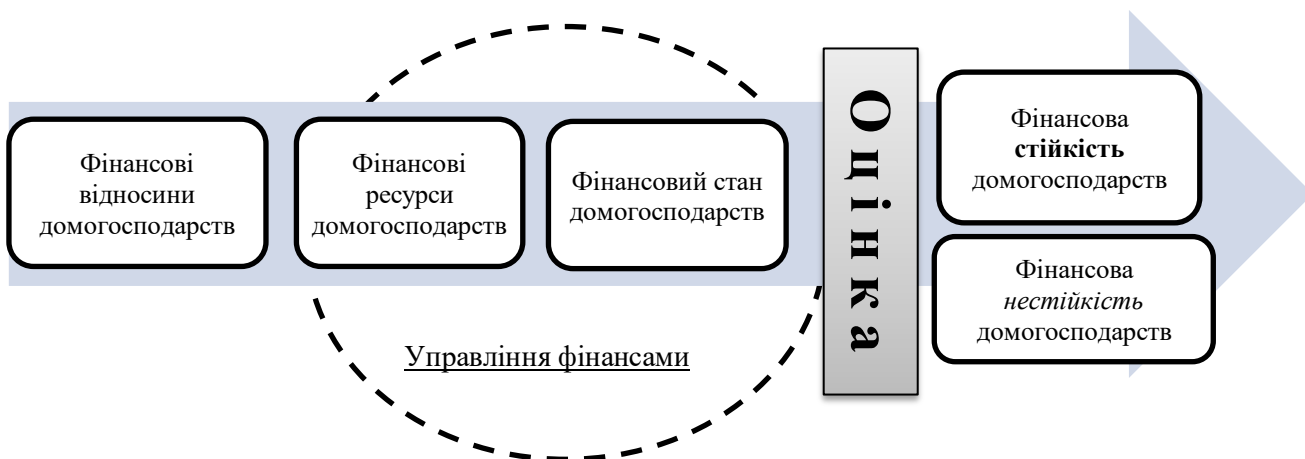 Фінансові
відносини
домогосподарств
Фінансові
ресурси
домогосподарств
Фінансовий стан
домогосподарств
Управління фінансами
Оцінка
Фінансова
стійкість
домогосподарств
Фінансова
нестійкість
домогосподарств